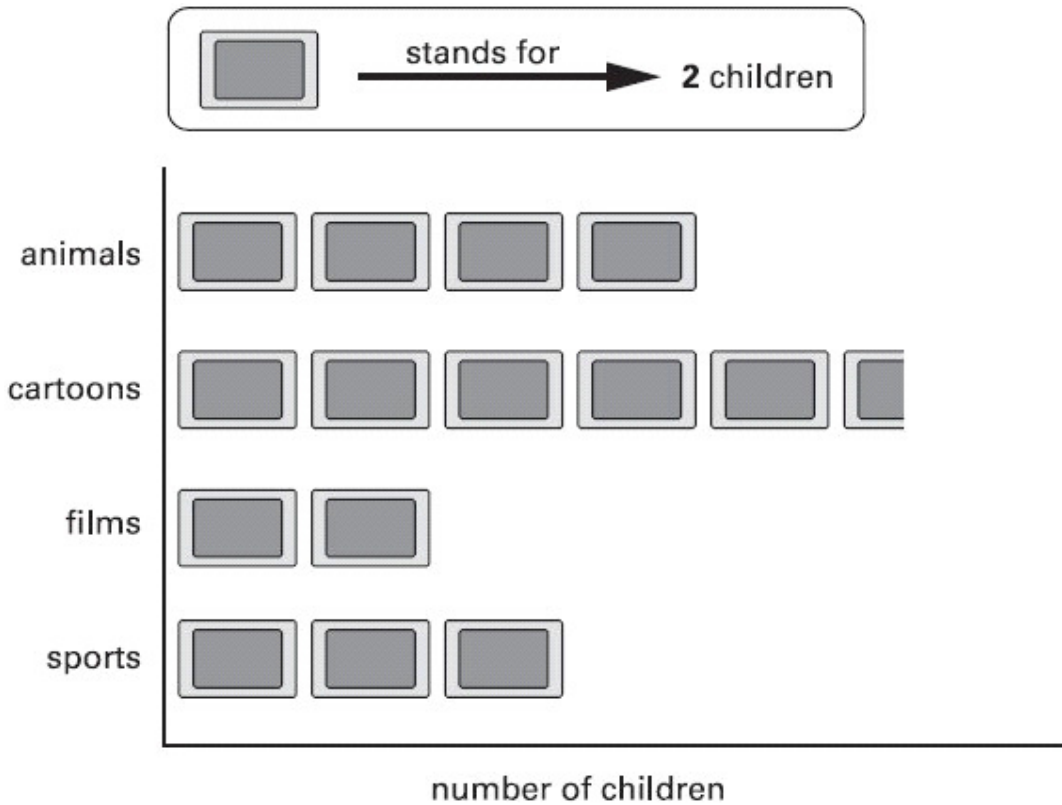 stands for
2 children
animals
cartoons
films
sports
number of children